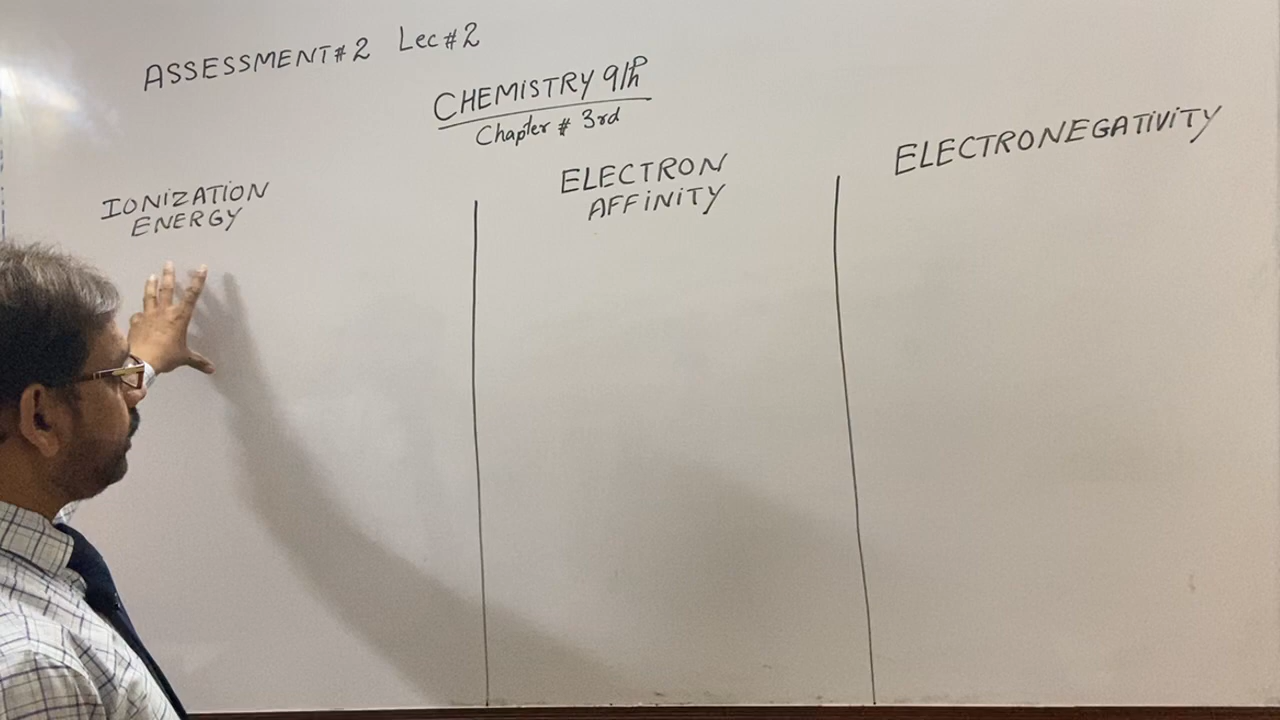 ASSESSMENT#2 Lec#2
CHEMISTRY 9th
Chapter # 3rd
IONIZATION
ENERGY
ELECTRON
AFFINITY
ELECTRONEGATIVITY